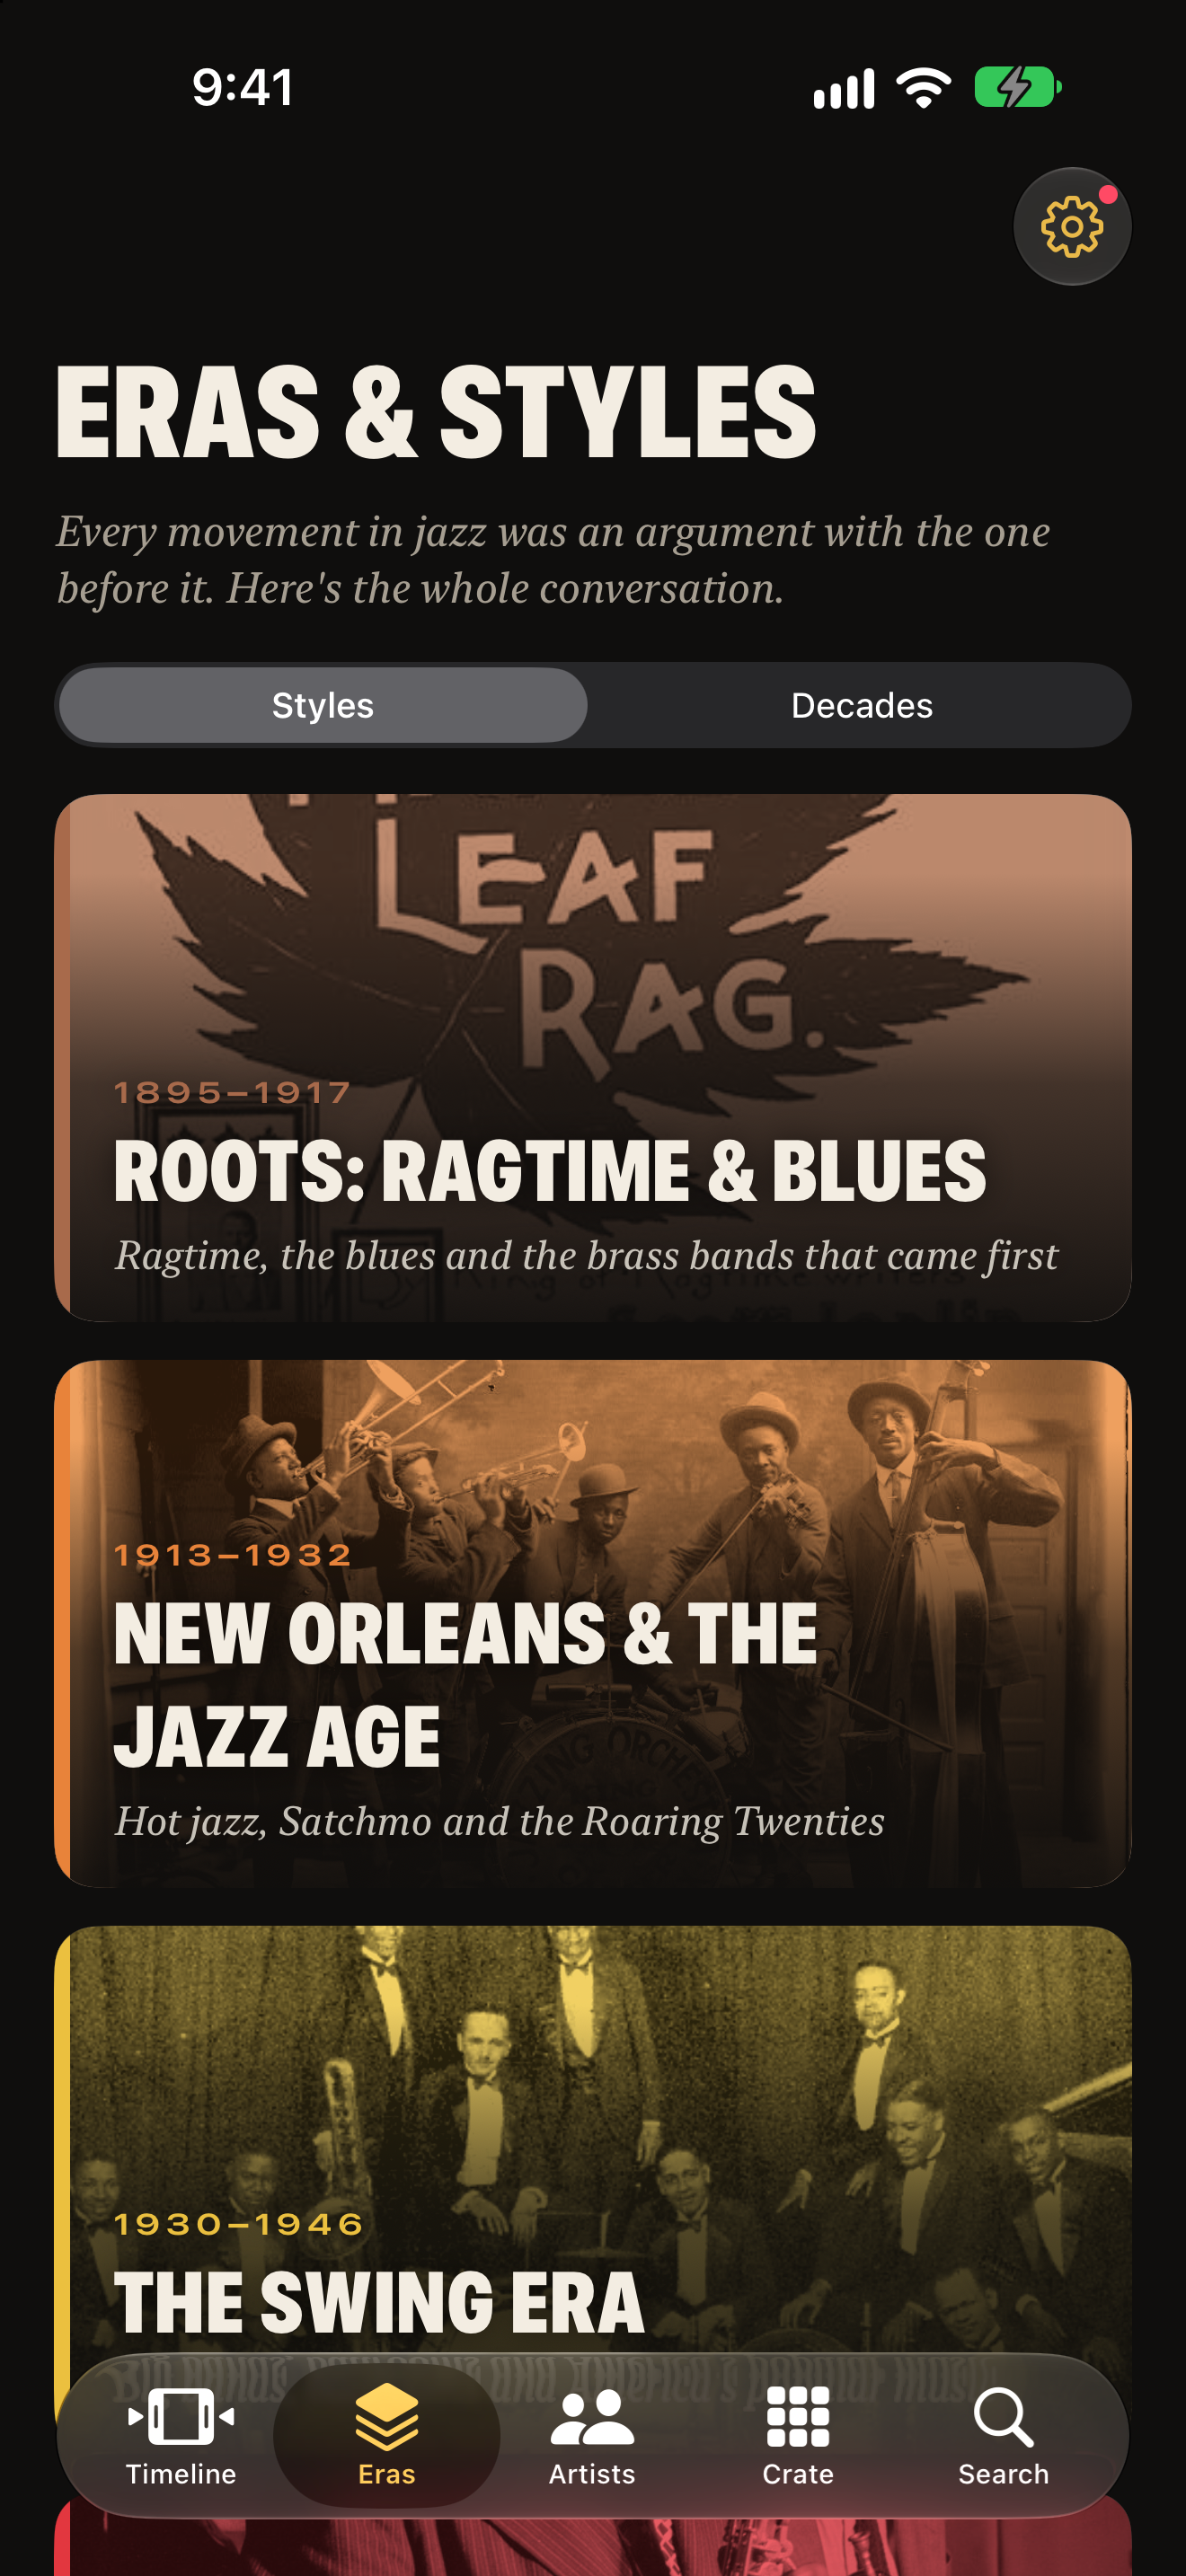 9:41
ERAS & STYLES
Every movement in jazz was an argument with the one
before it. Here's the whole conversation.
Styles
Decades
LEAF
RAG.
1895–1917
ROOTS: RAGTIME & BLUES
Ragtime, the blues and the brass bands that came first
1913–1932
NEW ORLEANS & THE
JAZZ AGE
Hot jazz, Satchmo and the Roaring Twenties
1930–1946
THE SWING ERA
Timeline
Eras
Artists
Crate
Search